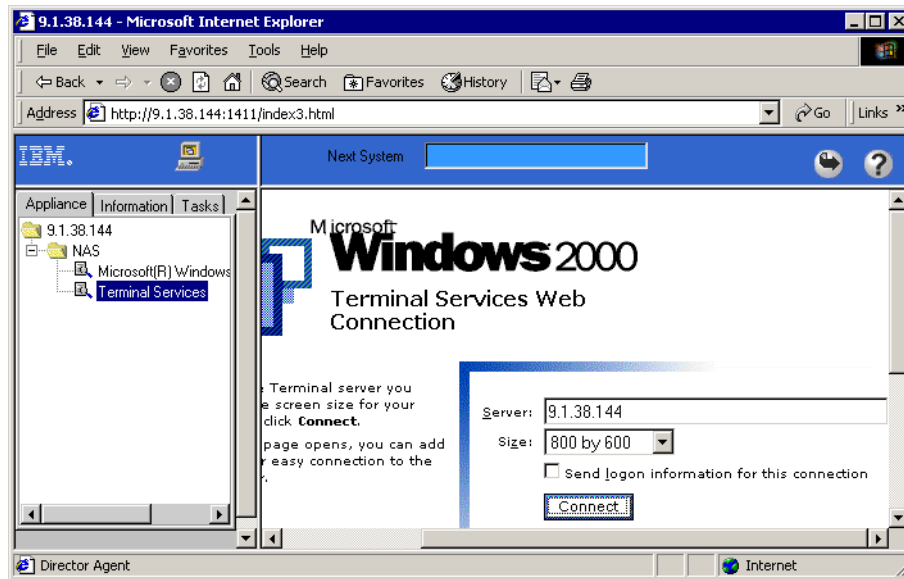 9.1.38.144 - Microsoft Internet Explorer
File Edit View Favorites Tools Help
Back Search Favorites History
Address http://9.1.38.144:1411/index3.html Go Links »
IBM. Next System ?
Appliance Information Tasks
9.1.38.144
NAS
Microsoft(R) Windows
Terminal Services
Microsoft
Windows 2000
Terminal Services Web
Connection
Terminal server you
e screen size for your
click Connect.
page opens, you can add
r easy connection to the
Server: 9.1.38.144
Size: 800 by 600
Send logon information for this connection
Connect
Director Agent Internet